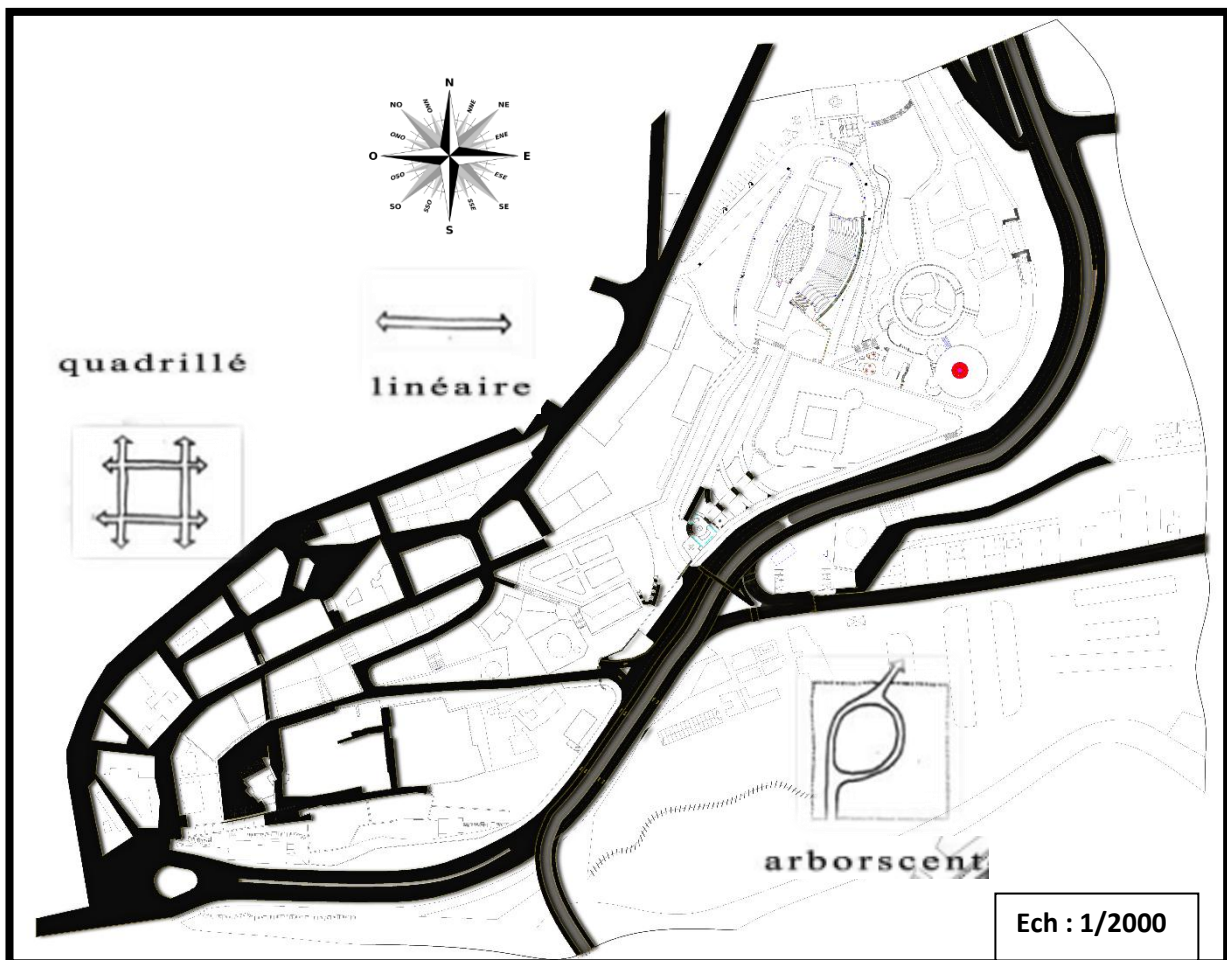 N
NNO
NNE
NO
NE
ONO
ENE
O
E
OSO
ESE
SO
SE
SSO
SSE
S
quadrillé
linéaire
arborscent
Ech : 1/2000